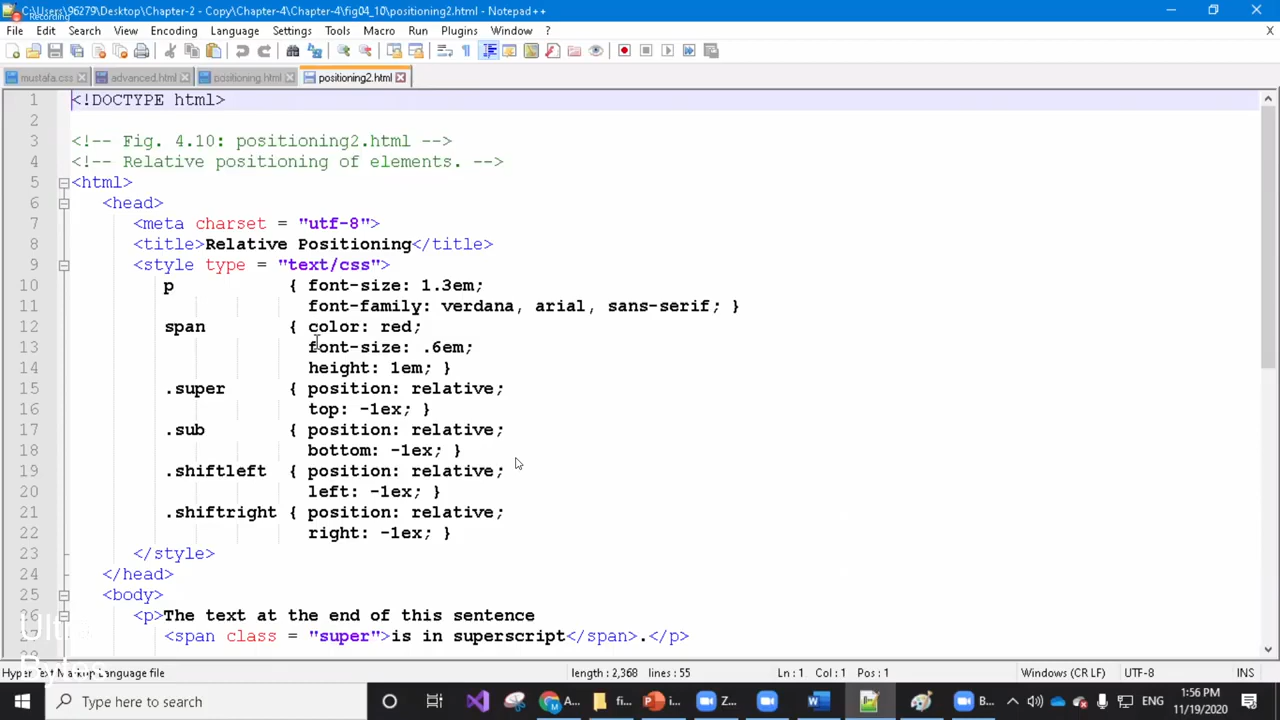 C:\Users\96279\Desktop\Chapter-2 - Copy\Chapter-4\Chapter-4\fig04_10\positioning2.html - Notepad++
Recording
File Edit Search View Encoding Language Settings Tools Macro Run Plugins Window ? X
mustafa.css advanced.html positioning.html positioning2.html
1 <!DOCTYPE html>
2
3 <!-- Fig. 4.10: positioning2.html -->
4 <!-- Relative positioning of elements. -->
5 <html>
6 <head>
7 <meta charset = "utf-8">
8 <title>Relative Positioning</title>
9 <style type = "text/css">
10 p { font-size: 1.3em;
11 font-family: verdana, arial, sans-serif; }
12 span { color: red;
13 font-size: .6em;
14 height: 1em; }
15 .super { position: relative;
16 top: -1ex; }
17 .sub { position: relative;
18 bottom: -1ex; }
19 .shiftleft { position: relative;
20 left: -1ex; }
21 .shiftright { position: relative;
22 right: -1ex; }
23 </style>
24 </head>
25 <body>
26 <p>The text at the end of this sentence
27 <span class = "super">is in superscript</span>.</p>
Hyper Text Markup Language file length : 2,368 lines : 55 Ln : 1 Col : 1 Pos : 1 Windows (CR LF) UTF-8 INS
Type here to search A... fi... i... Z... B... ENG 1:56 PM
11/19/2020